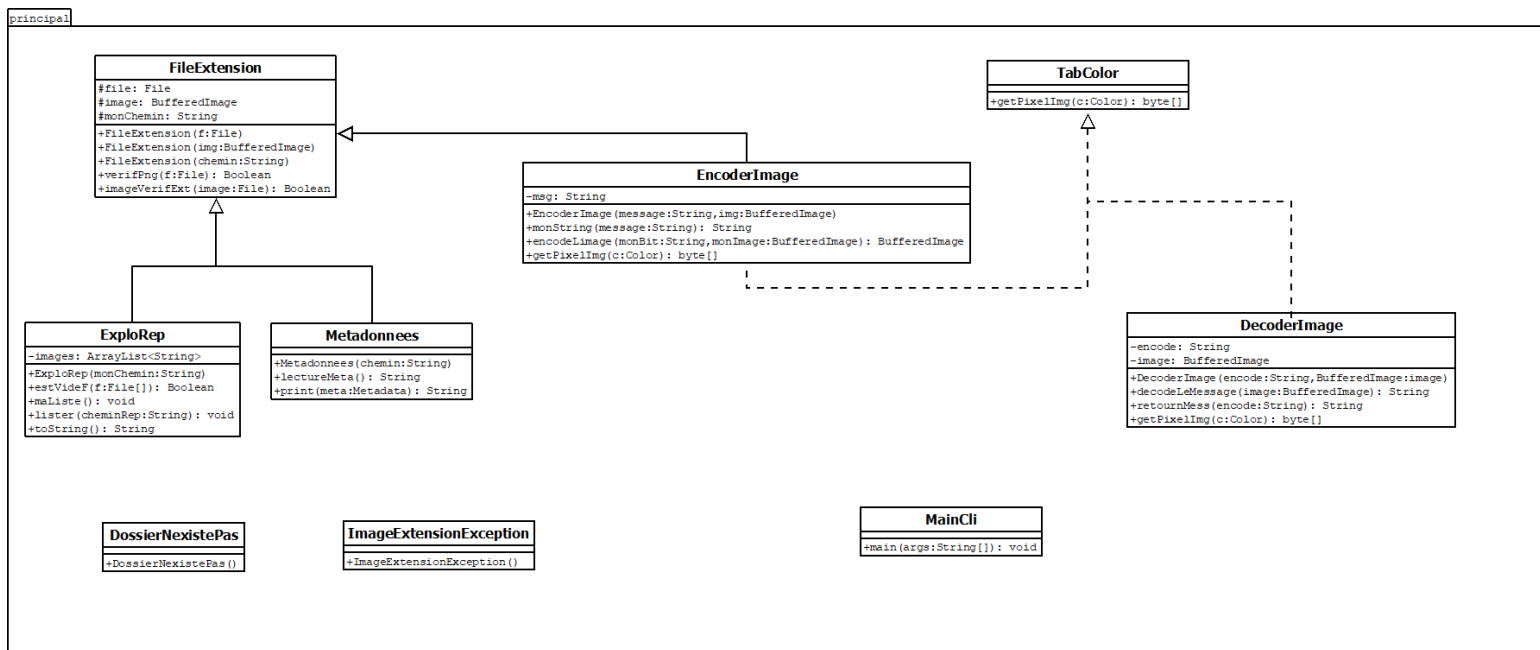 principal
FileExtension
#file: File
#image: BufferedImage
#monChemin: String
+FileExtension(f:File)
+FileExtension(img:BufferedImage)
+FileExtension(chemin:String)
+verifPng(f:File): Boolean
+imageVerifExt(image:File): Boolean
TabColor
+getPixelImg(c:Color): byte[]
EncoderImage
-msg: String
+EncoderImage(message:String,img:BufferedImage)
+monString(message:String): String
+encodeLimage(monBit:String,monImage:BufferedImage): BufferedImage
+getPixelImg(c:Color): byte[]
ExploRep
-images: ArrayList<String>
+ExploRep(monChemin:String)
+estVideF(f:File[]): Boolean
+maListe(): void
+lister(cheminRep:String): void
+toString(): String
Metadonnees
+Metadonnees(chemin:String)
+lectureMeta(): String
+print(meta:Metadata): String
DecoderImage
-encode: String
-image: BufferedImage
+DecoderImage(encode:String,BufferedImage:image)
+decodeLeMessage(image:BufferedImage): String
+retournMess(encode:String): String
+getPixelImg(c:Color): byte[]
DossierNexistePas
+DossierNexistePas()
ImageExtensionException
+ImageExtensionException()
MainCli
+main(args:String[]): void